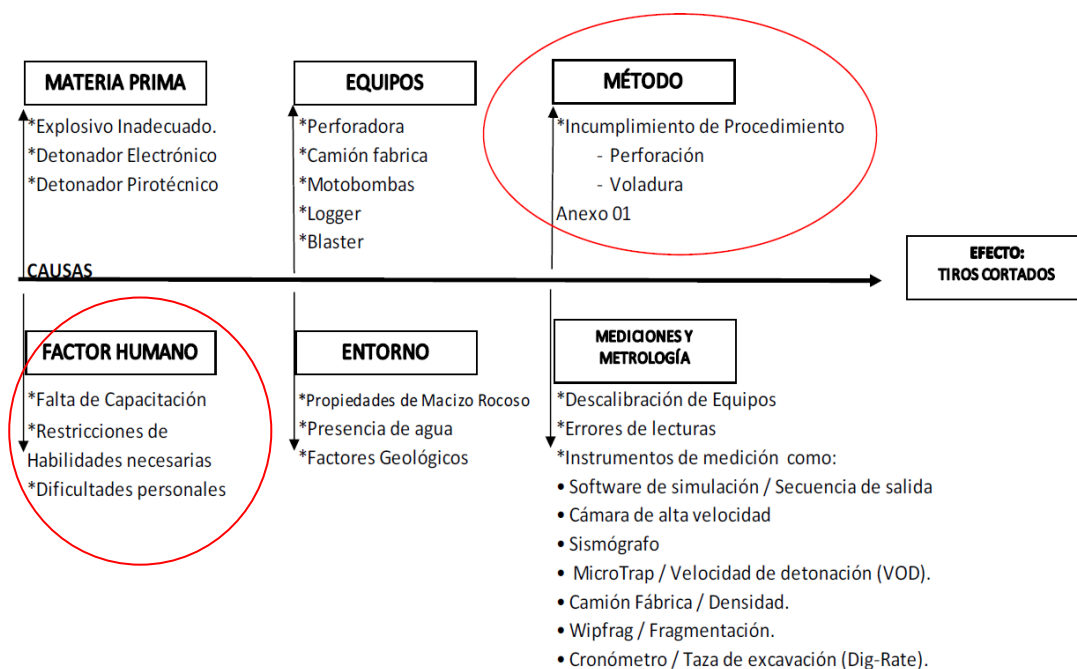 MATERIA PRIMA
*Explosivo Inadecuado.
*Detonador Electrónico
*Detonador Pirotécnico
EQUIPOS
*Perforadora
*Camión fabrica
*Motobombas
*Logger
*Blaster
MÉTODO
*Incumplimiento de Procedimiento
- Perforación
- Voladura
Anexo 01
CAUSAS
EFECTO:
TIROS CORTADOS
FACTOR HUMANO
*Falta de Capacitación
*Restricciones de
Habilidades necesarias
*Dificultades personales
ENTORNO
*Propiedades de Macizo Rocoso
*Presencia de agua
*Factores Geológicos
MEDICIONES Y
METROLOGÍA
*Descalibración de Equipos
*Errores de lecturas
*Instrumentos de medición como:
• Software de simulación / Secuencia de salida
• Cámara de alta velocidad
• Sismógrafo
• MicroTrap / Velocidad de detonación (VOD).
• Camión Fábrica / Densidad.
• Wipfrag / Fragmentación.
• Cronómetro / Taza de excavación (Dig-Rate).